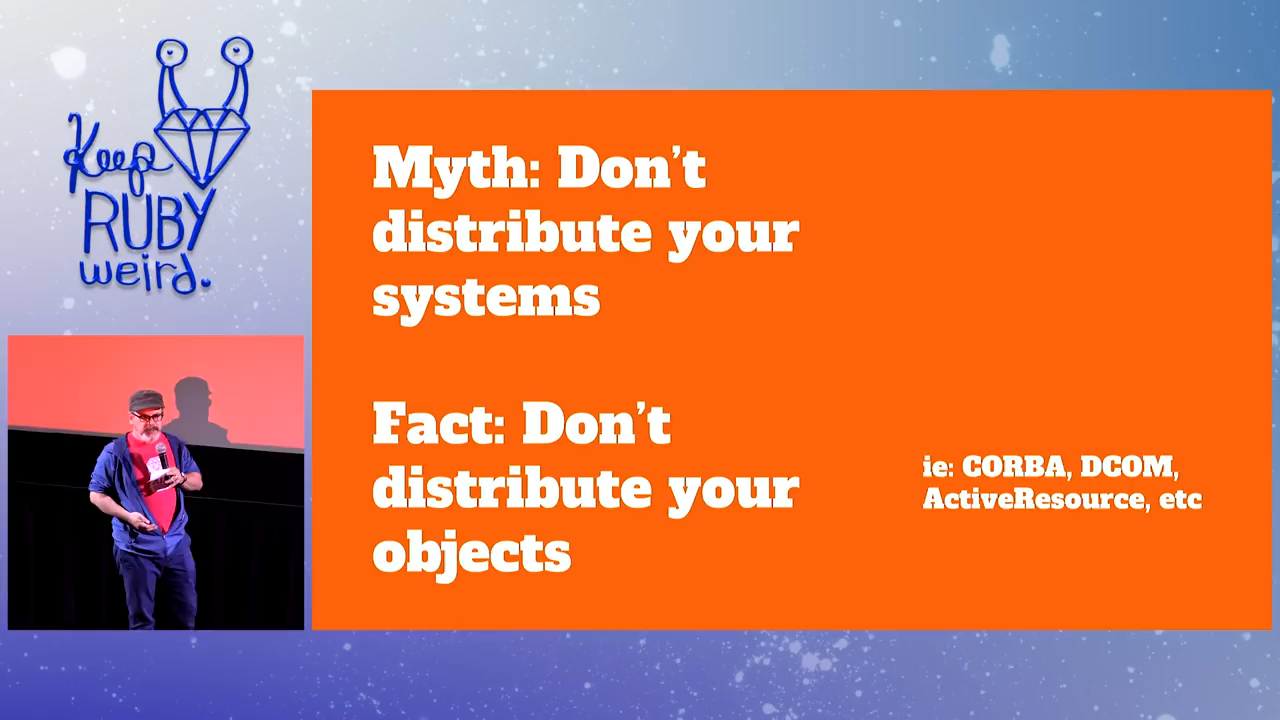 Keep
RUBY
weird.
Myth: Don’t
distribute your
systems
Fact: Don’t
distribute your
objects
ie: CORBA, DCOM,
ActiveResource, etc